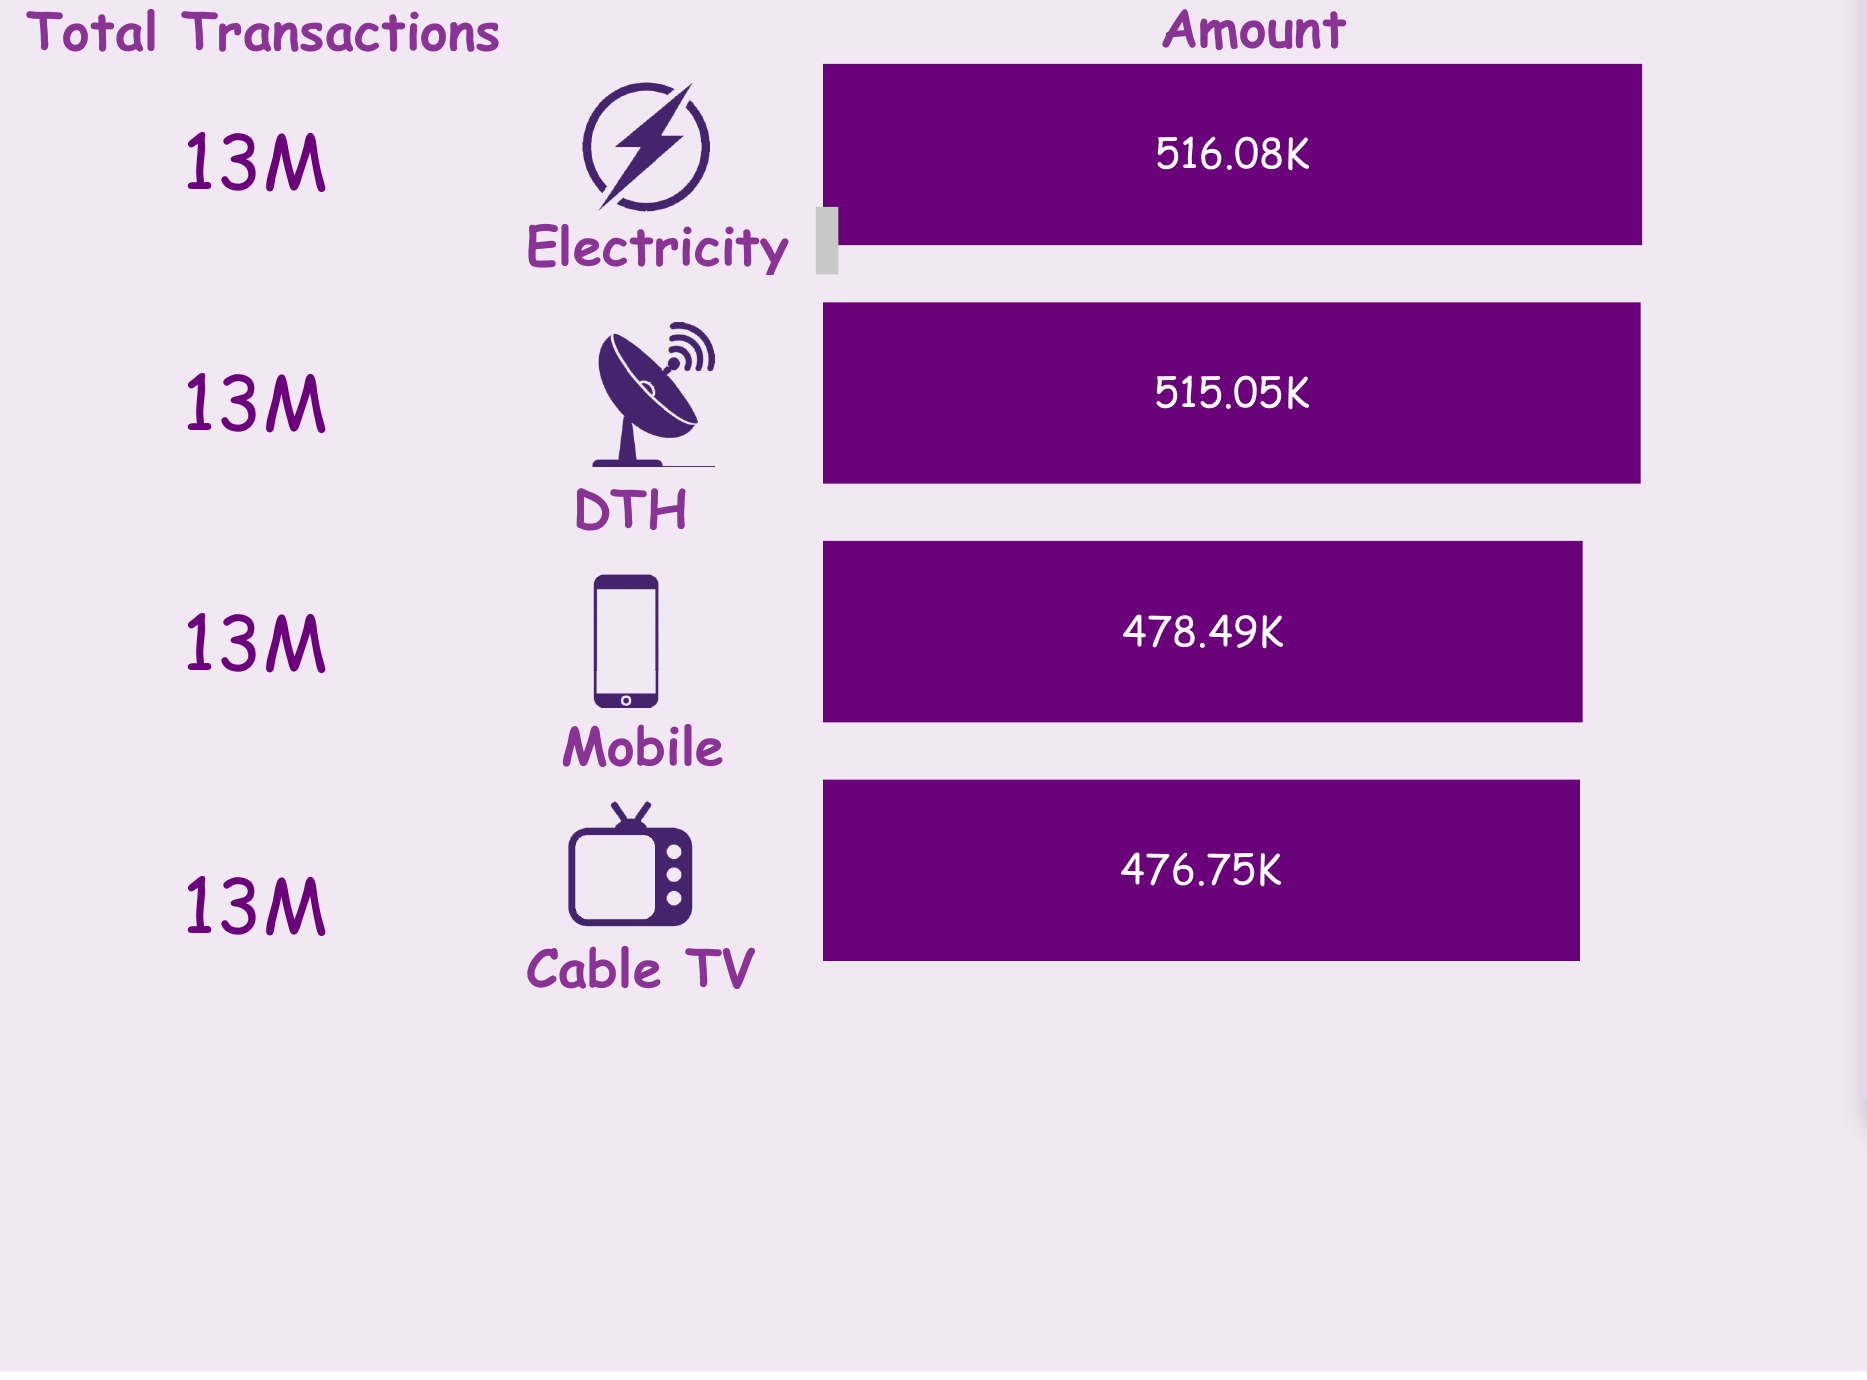 Total Transactions
Amount
13M
516.08K
Electricity
13M
515.05K
DTH
13M
478.49K
Mobile
13M
476.75K
Cable TV